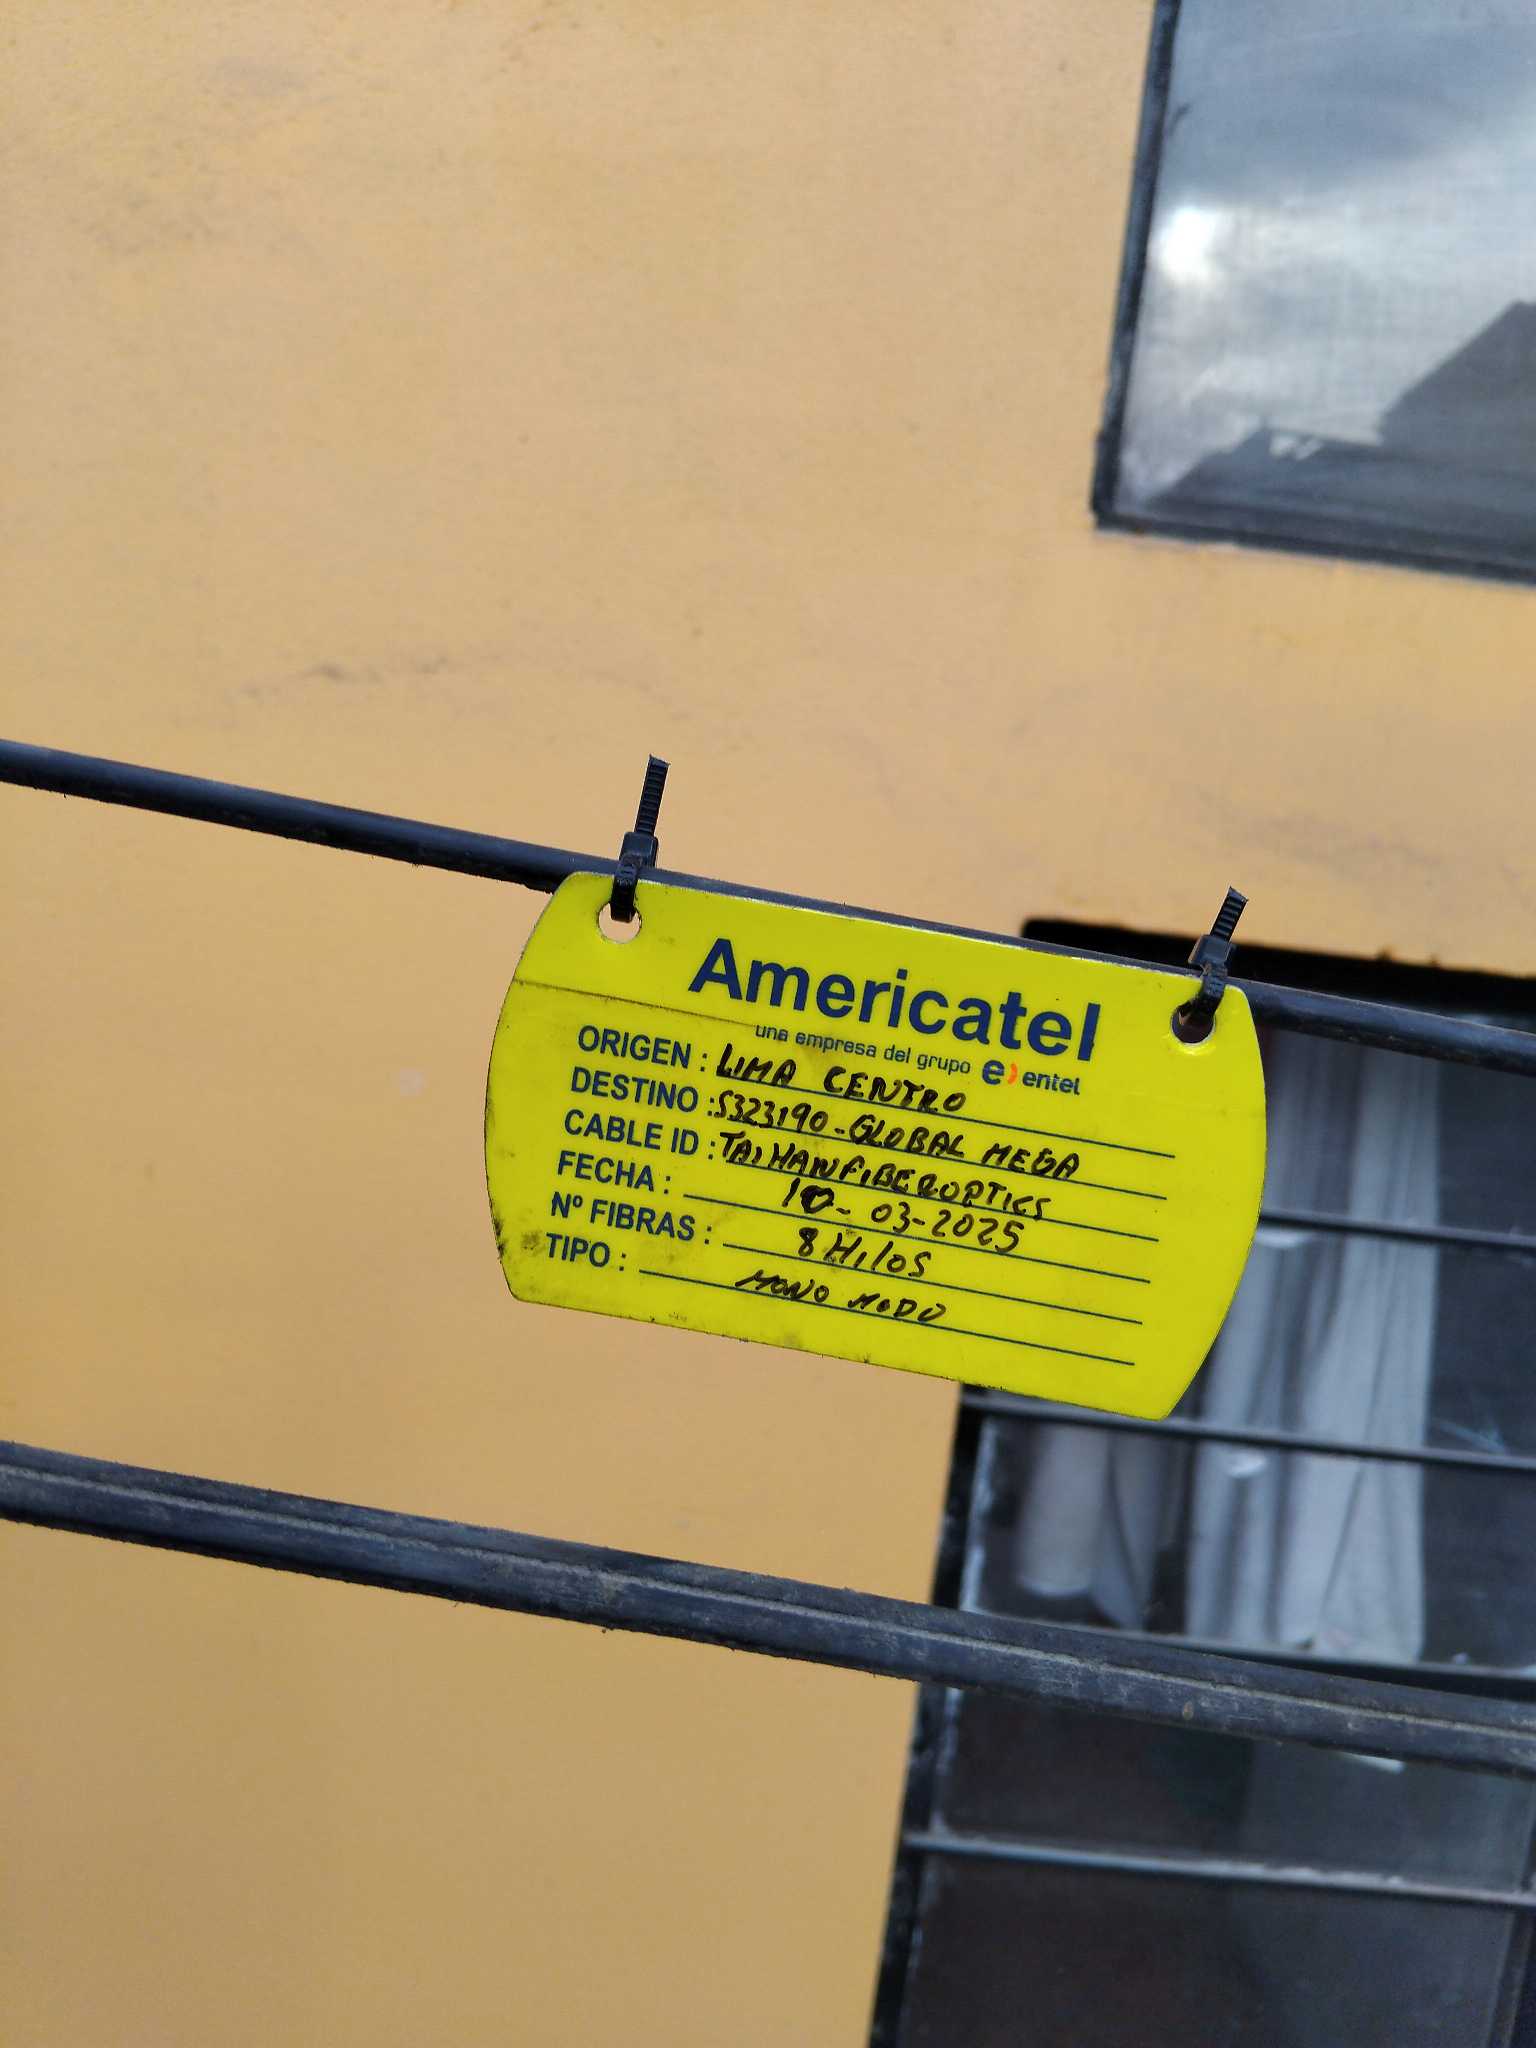 Americatel
una empresa del grupo e) entel
ORIGEN : LIMA CENTRO
DESTINO : S323190-GLOBAL MEGA
CABLE ID : TAIHANFIBEROPTICS
FECHA : 10-03-2025
Nº FIBRAS : 8 Hilos
TIPO : MONO MODO